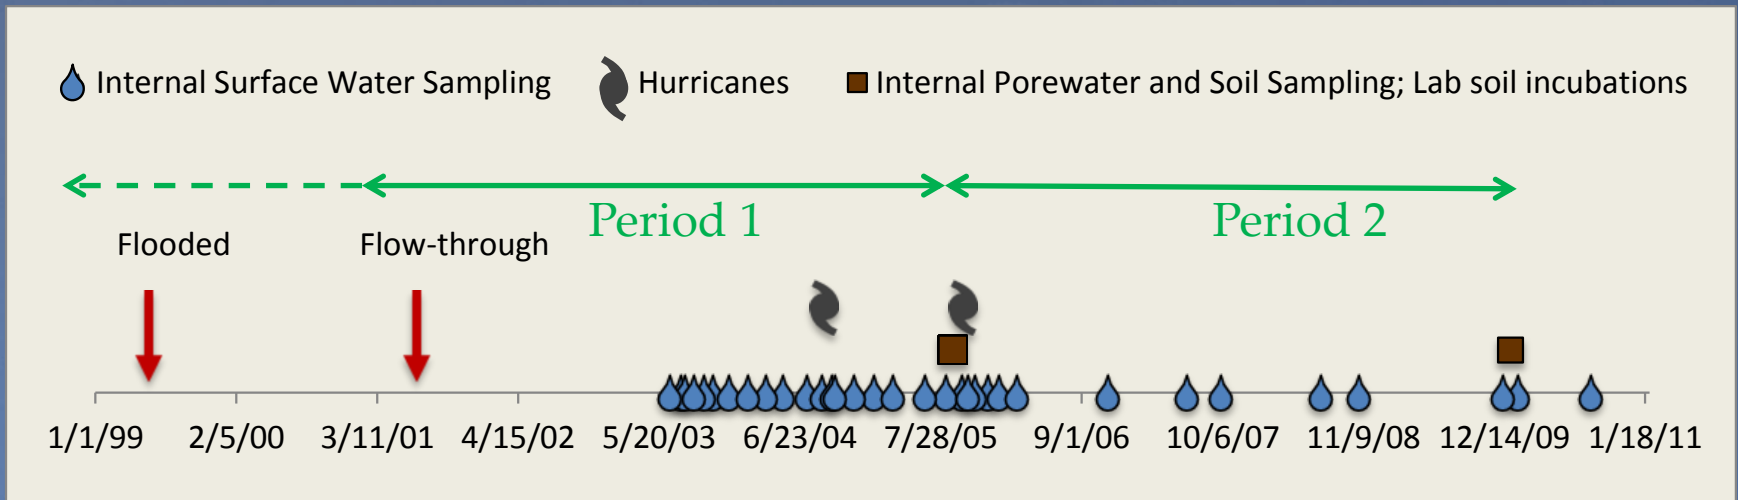 Internal Surface Water Sampling
Hurricanes
Internal Porewater and Soil Sampling; Lab soil incubations
Period 1
Period 2
Flooded
Flow-through
1/1/99
2/5/00
3/11/01
4/15/02
5/20/03
6/23/04
7/28/05
9/1/06
10/6/07
11/9/08
12/14/09
1/18/11